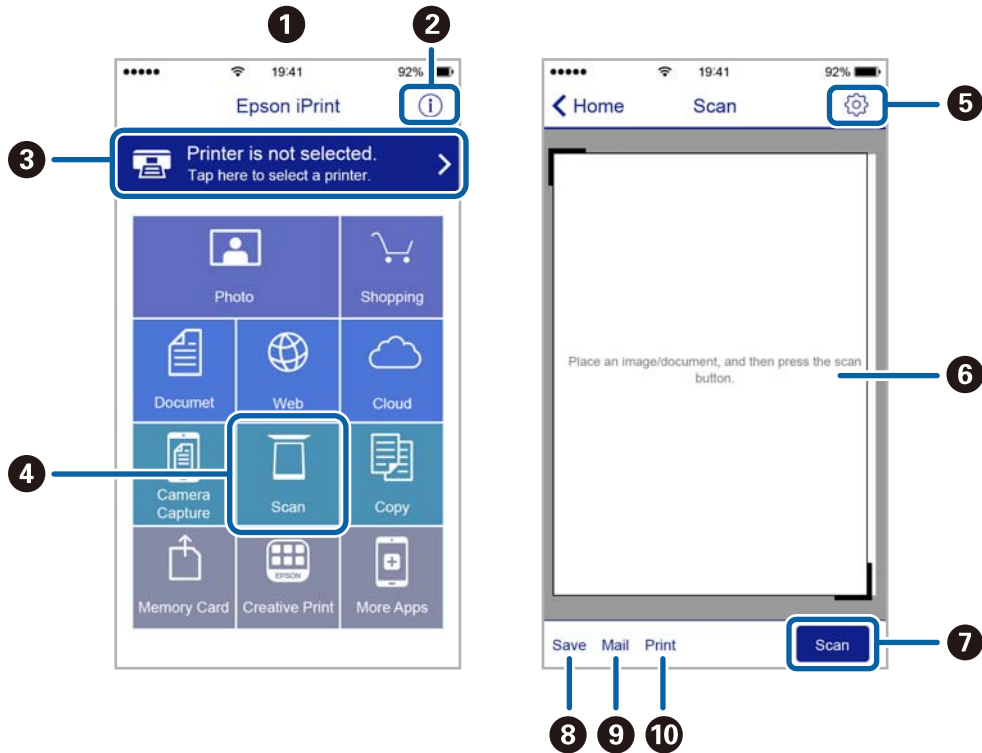 1
2
19:41
92%
Epson iPrint
3
Printer is not selected.
Tap here to select a printer.
Photo
Shopping
Documet
Web
Cloud
4
Camera
Capture
Scan
Copy
EPSON
Memory Card
Creative Print
More Apps
19:41
92%
Home
Scan
5
Place an image/document, and then press the scan
button.
6
Save
Mail
Print
Scan
7
8
9
10